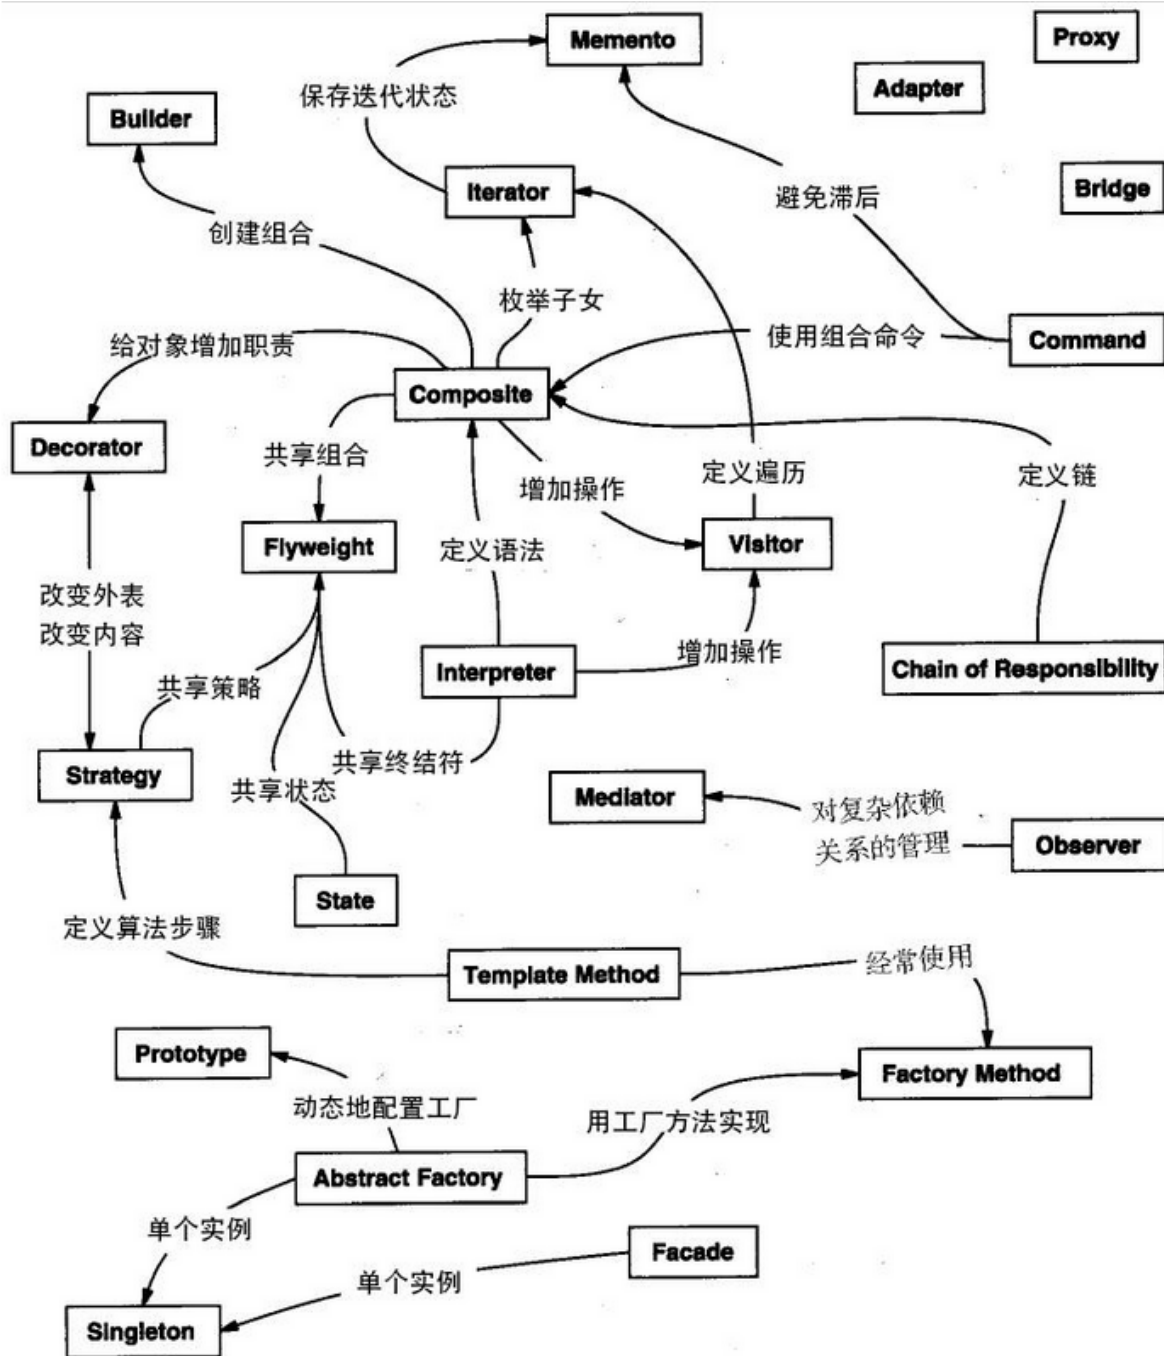 Memento
Proxy
Adapter
保存迭代状态
Builder
Iterator
避免滞后
Bridge
创建组合
枚举子女
给对象增加职责
使用组合命令
Command
Composite
Decorator
共享组合
增加操作
定义遍历
定义链
Flyweight
定义语法
Visitor
改变外表
改变内容
共享策略
Interpreter
增加操作
Chain of Responsibility
Strategy
共享状态
共享终结符
Mediator
对复杂依赖
关系的管理
Observer
State
定义算法步骤
Template Method
经常使用
Prototype
Factory Method
动态地配置工厂
用工厂方法实现
Abstract Factory
单个实例
Facade
单个实例
Singleton